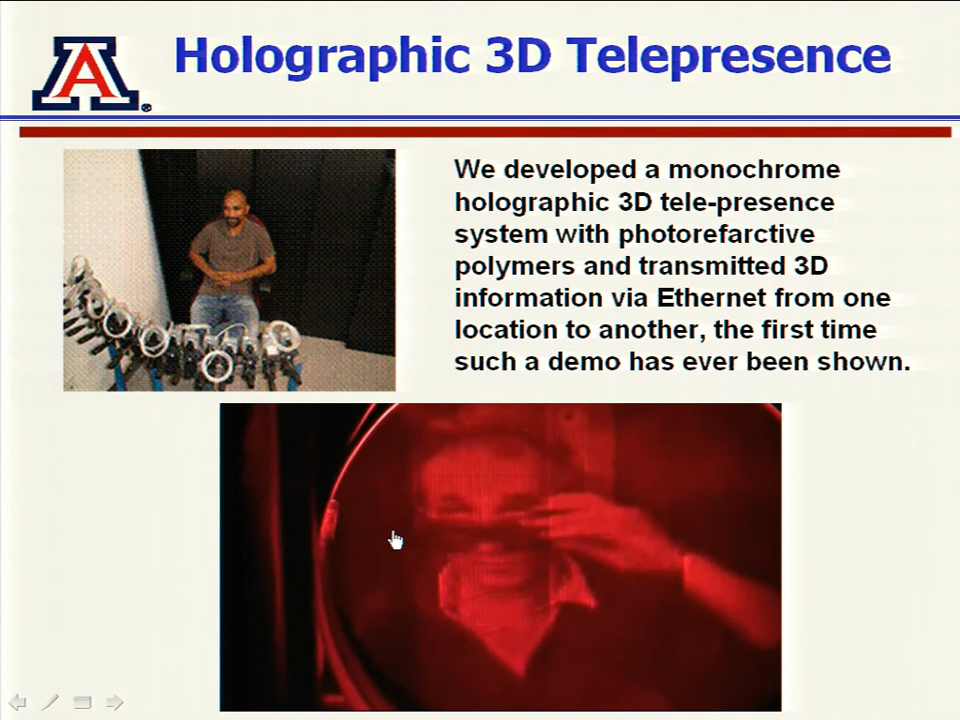 A®
Holographic 3D Telepresence
We developed a monochrome
holographic 3D tele-presence
system with photorefarctive
polymers and transmitted 3D
information via Ethernet from one
location to another, the first time
such a demo has ever been shown.